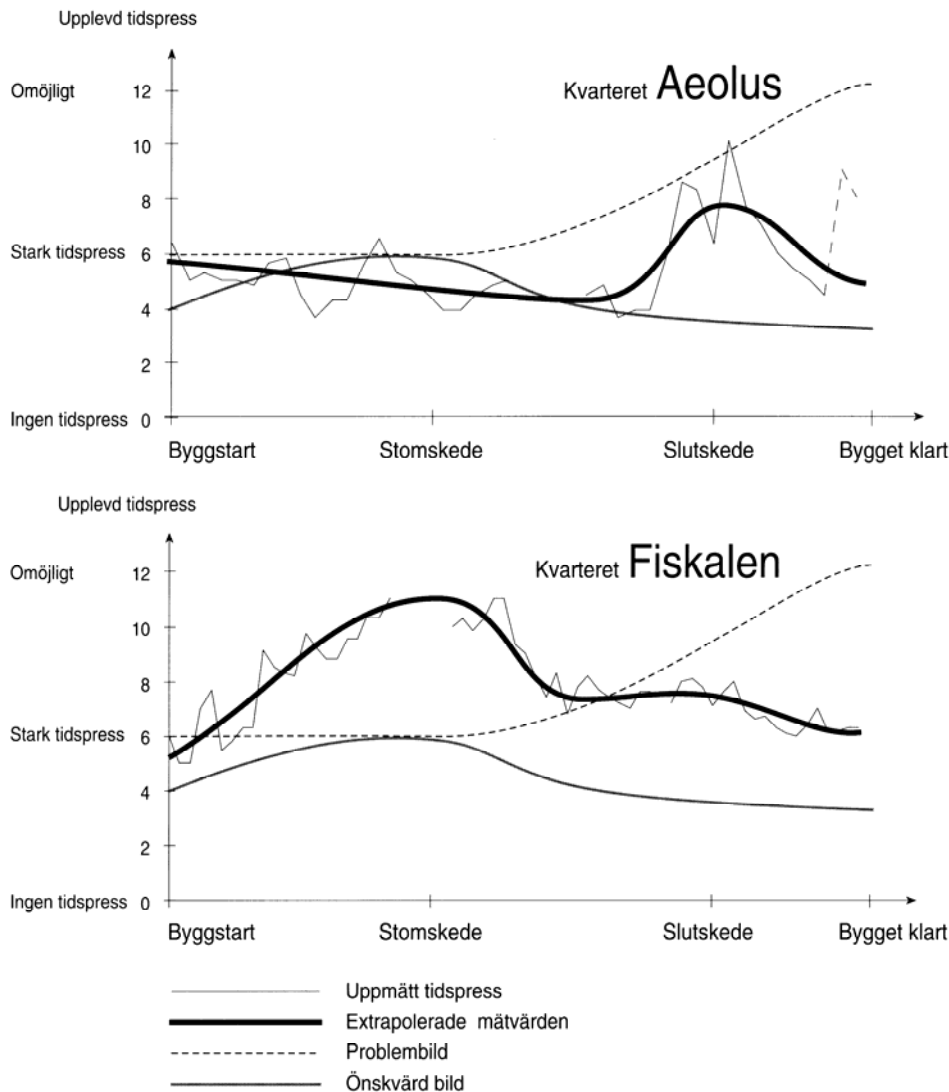 Upplevd tidspress
Kvarteret Aeolus
Omöjligt 12
10
8
Stark tidspress 6
4
2
Ingen tidspress 0
Byggstart Stomskede Slutskede Bygget klart
Upplevd tidspress
Kvarteret Fiskalen
Omöjligt 12
10
8
Stark tidspress 6
4
2
Ingen tidspress 0
Byggstart Stomskede Slutskede Bygget klart
Uppmätt tidspress
Extrapolerade mätvärden
Problembild
Önskvärd bild